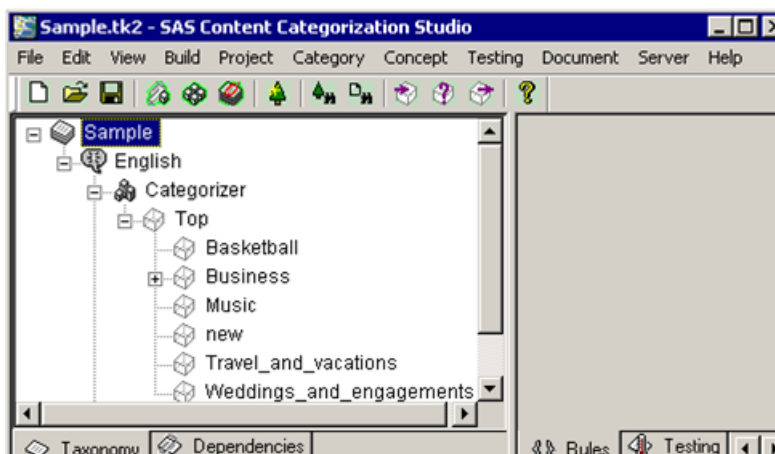 Sample.tk2 - SAS Content Categorization Studio
File Edit View Build Project Category Concept Testing Document Server Help
Sample
English
Categorizer
Top
Basketball
Business
Music
new
Travel_and_vacations
Weddings_and_engagements
Taxonomy Dependencies
Rules Testing